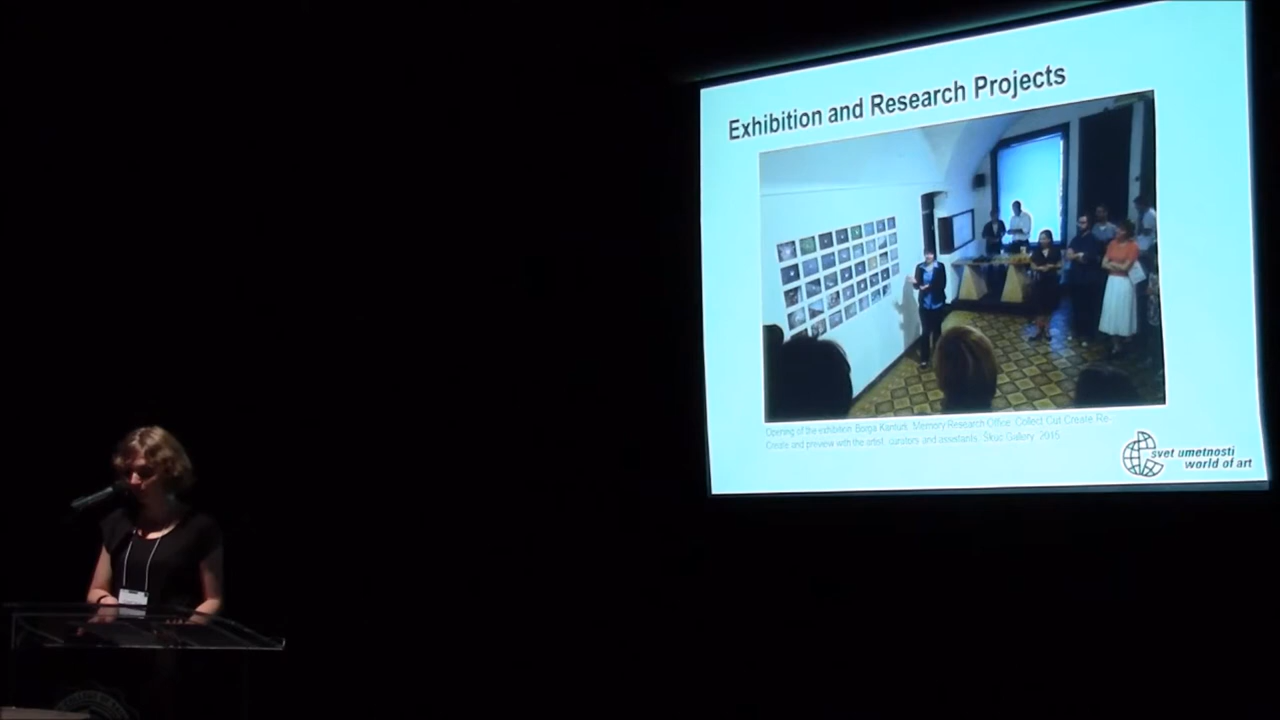 Exhibition and Research Projects
Opening of the exhibition Borga Kantürk, Memory Research Office: Collect Cut Create Re-
Create and preview with the artist, curators and assistants, Škuc Gallery, 2015
svet umetnosti
world of art